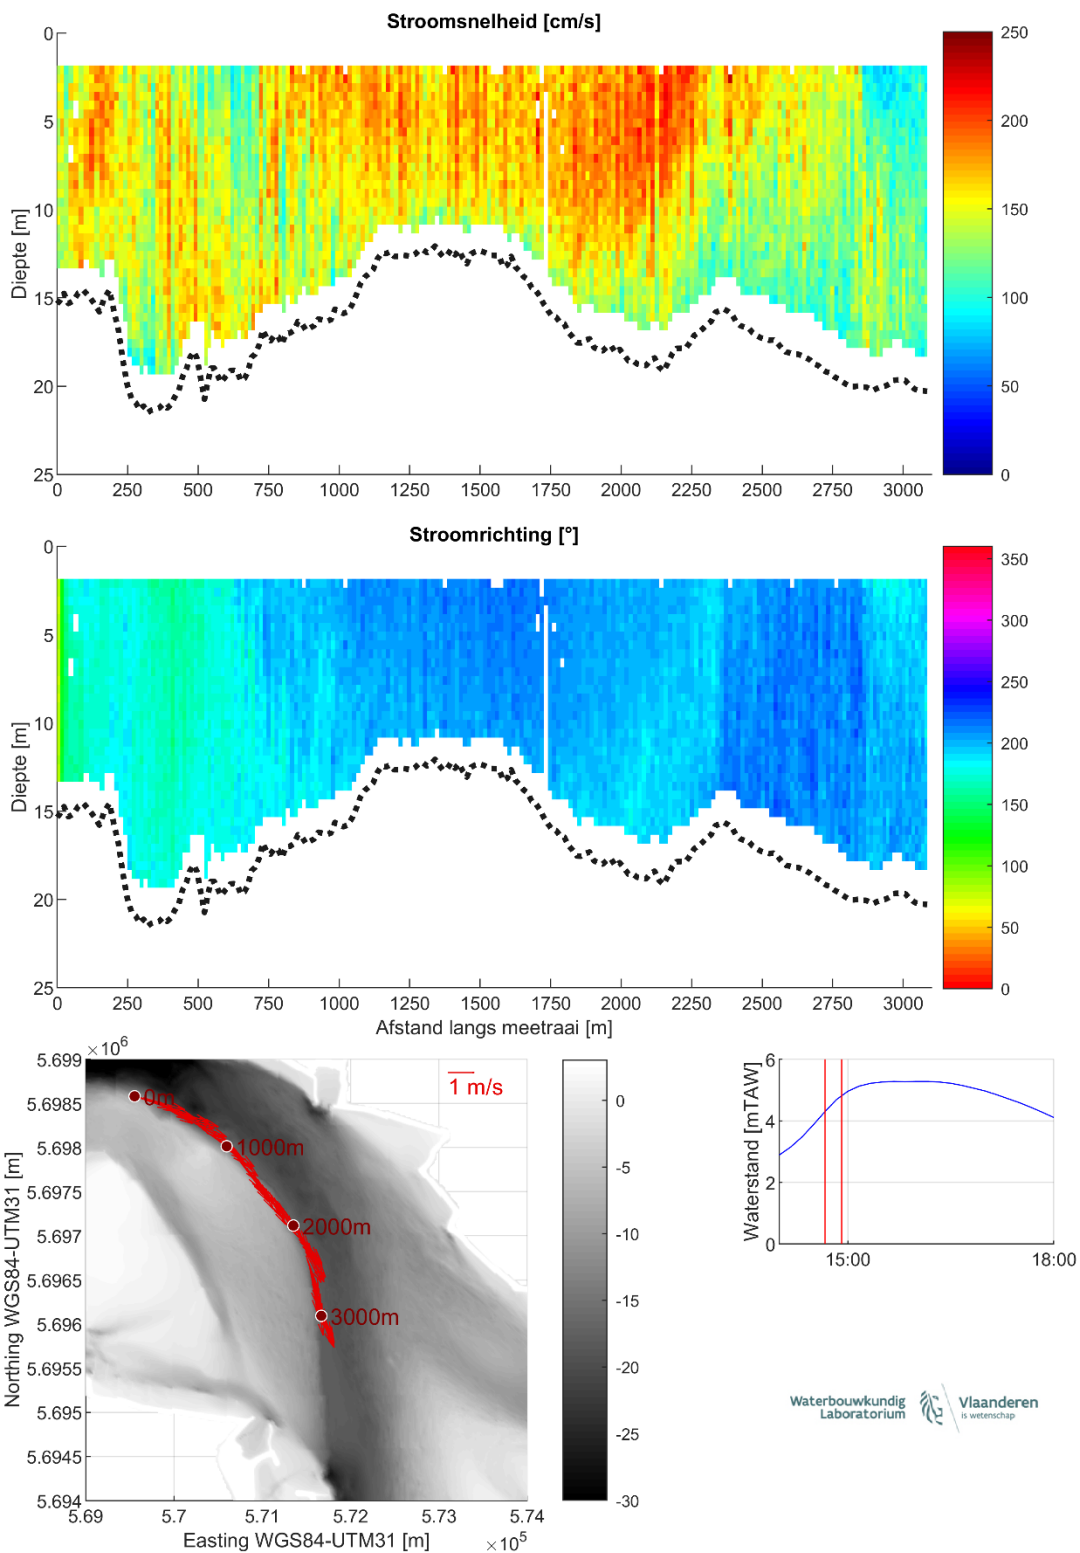 Stroomsnelheid [cm/s]
0
5
10
15
20
25
Diepte [m]
0 250 500 750 1000 1250 1500 1750 2000 2250 2500 2750 3000
250
200
150
100
50
0
Stroomrichting [°]
0
5
10
15
20
25
Diepte [m]
0 250 500 750 1000 1250 1500 1750 2000 2250 2500 2750 3000
Afstand langs meetraai [m]
350
300
250
200
150
100
50
0
×10⁶
5.699
5.6985
5.698
5.6975
5.697
5.6965
5.696
5.6955
5.695
5.6945
5.694
Northing WGS84-UTM31 [m]
1 m/s
0m
1000m
2000m
3000m
5.69 5.7 5.71 5.72 5.73 5.74
Easting WGS84-UTM31 [m]
×10⁵
0
-5
-10
-15
-20
-25
-30
6
4
2
0
Waterstand [mTAW]
15:00 18:00
Waterbouwkundig
Laboratorium
Vlaanderen
is wetenschap